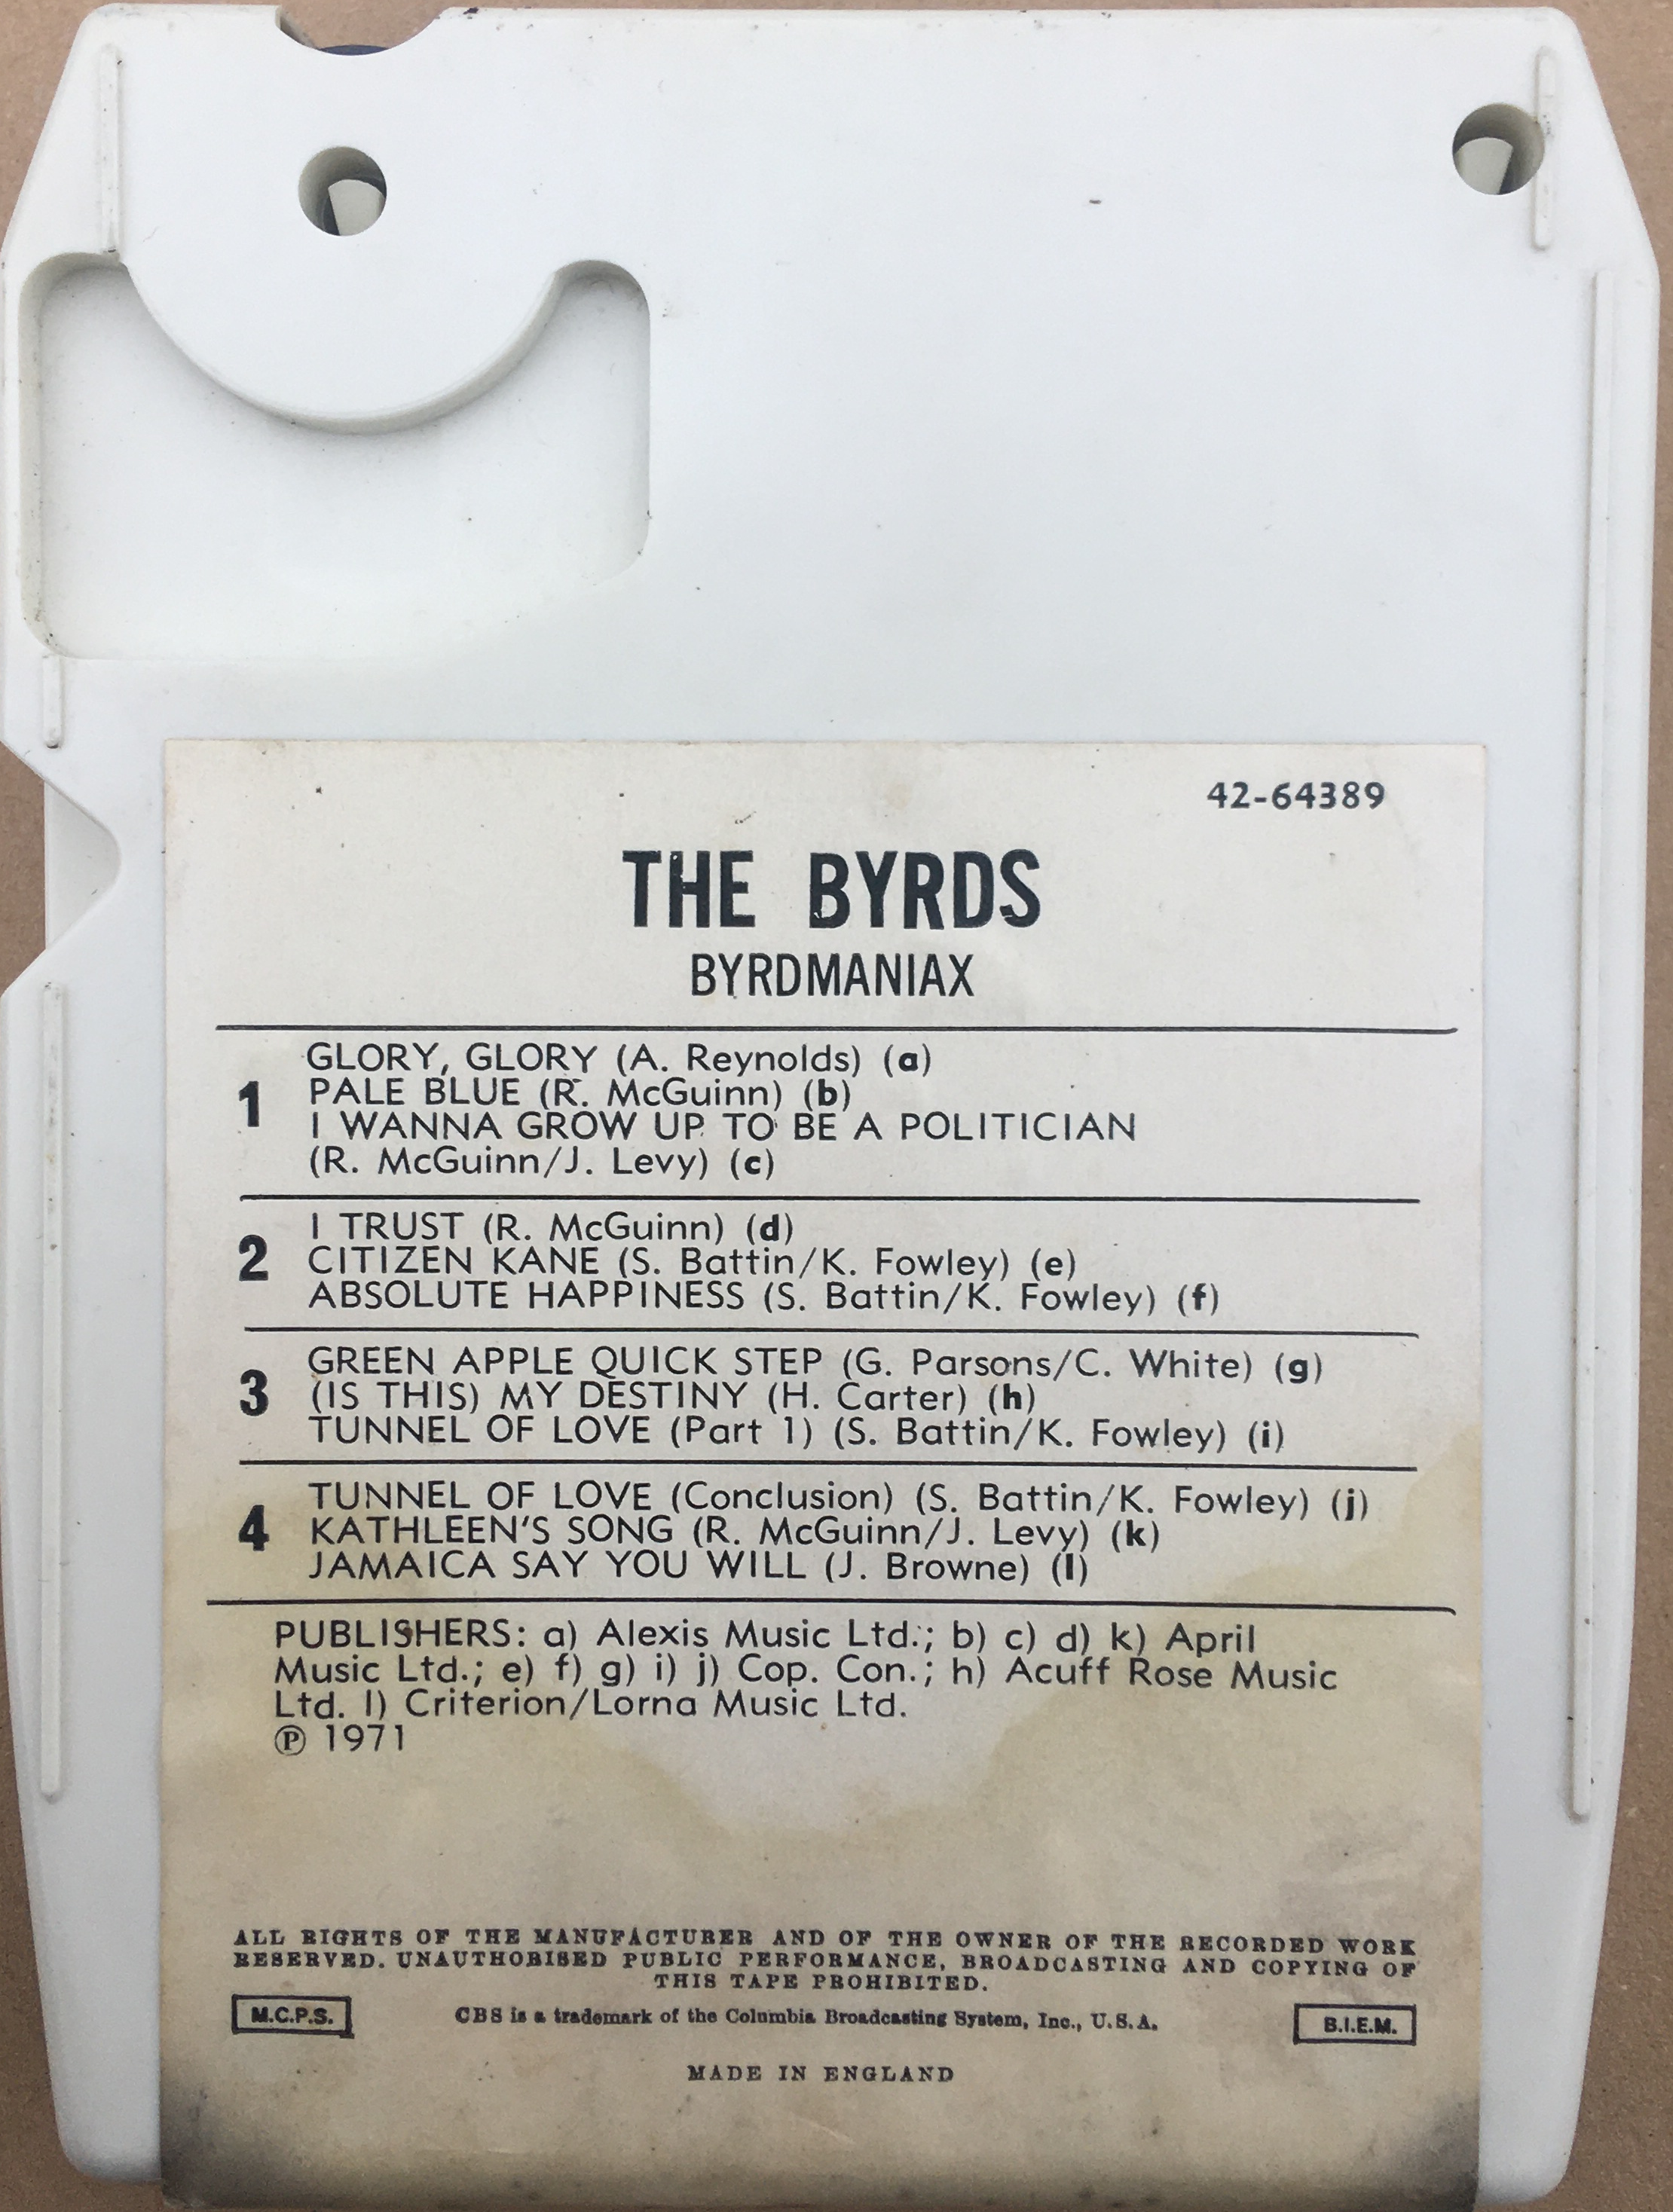 42-64389
THE BYRDS
BYRDMANIAX
1
GLORY, GLORY (A. Reynolds) (a)
PALE BLUE (R. McGuinn) (b)
I WANNA GROW UP TO BE A POLITICIAN
(R. McGuinn/J. Levy) (c)
2
I TRUST (R. McGuinn) (d)
CITIZEN KANE (S. Battin/K. Fowley) (e)
ABSOLUTE HAPPINESS (S. Battin/K. Fowley) (f)
3
GREEN APPLE QUICK STEP (G. Parsons/C. White) (g)
(IS THIS) MY DESTINY (H. Carter) (h)
TUNNEL OF LOVE (Part 1) (S. Battin/K. Fowley) (i)
4
TUNNEL OF LOVE (Conclusion) (S. Battin/K. Fowley) (j)
KATHLEEN'S SONG (R. McGuinn/J. Levy) (k)
JAMAICA SAY YOU WILL (J. Browne) (l)
PUBLISHERS: a) Alexis Music Ltd.; b) c) d) k) April
Music Ltd.; e) f) g) i) j) Cop. Con.; h) Acuff Rose Music
Ltd. l) Criterion/Lorna Music Ltd.
℗ 1971
ALL RIGHTS OF THE MANUFACTURER AND OF THE OWNER OF THE RECORDED WORK
RESERVED. UNAUTHORISED PUBLIC PERFORMANCE, BROADCASTING AND COPYING OF
THIS TAPE PROHIBITED.
M.C.P.S. CBS is a trademark of the Columbia Broadcasting System, Inc., U.S.A. B.I.E.M.
MADE IN ENGLAND